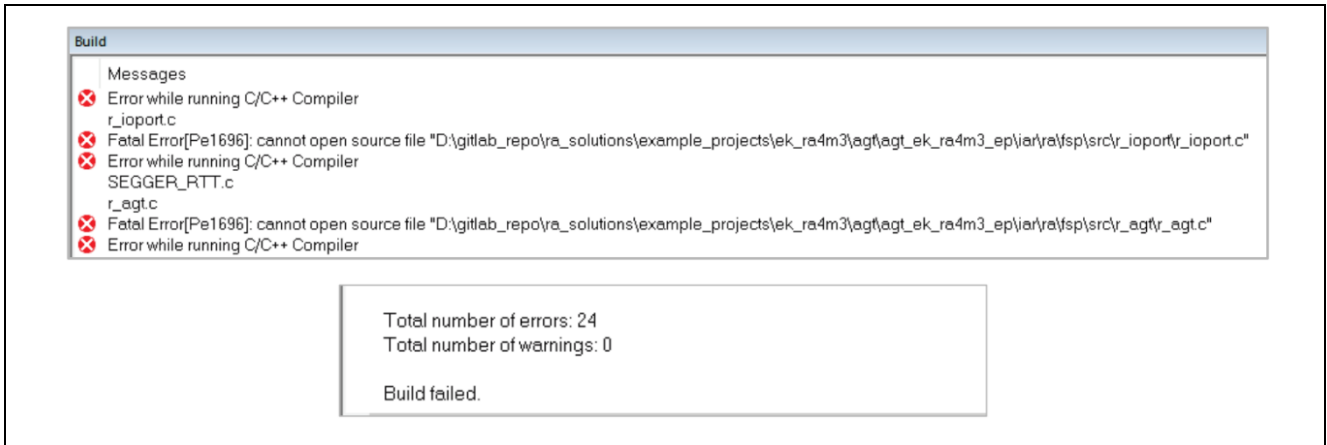 Build
Messages
Error while running C/C++ Compiler
r_ioport.c
Fatal Error[Pe1696]: cannot open source file "D:\gitlab_repo\ra_solutions\example_projects\ek_ra4m3\agt\agt_ek_ra4m3_ep\iar\ra\fsp\src\r_ioport\r_ioport.c"
Error while running C/C++ Compiler
SEGGER_RTT.c
r_agt.c
Fatal Error[Pe1696]: cannot open source file "D:\gitlab_repo\ra_solutions\example_projects\ek_ra4m3\agt\agt_ek_ra4m3_ep\iar\ra\fsp\src\r_agt\r_agt.c"
Error while running C/C++ Compiler
Total number of errors: 24
Total number of warnings: 0
Build failed.